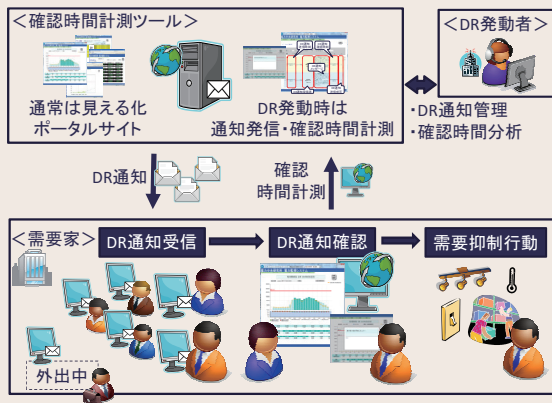 ＜確認時間計測ツール＞
通常は見える化
ポータルサイト
DR発動時は
通知発信・確認時間計測
＜DR発動者＞
・DR通知管理
・確認時間分析
DR通知
確認
時間計測
＜需要家＞
DR通知受信
DR通知確認
需要抑制行動
外出中